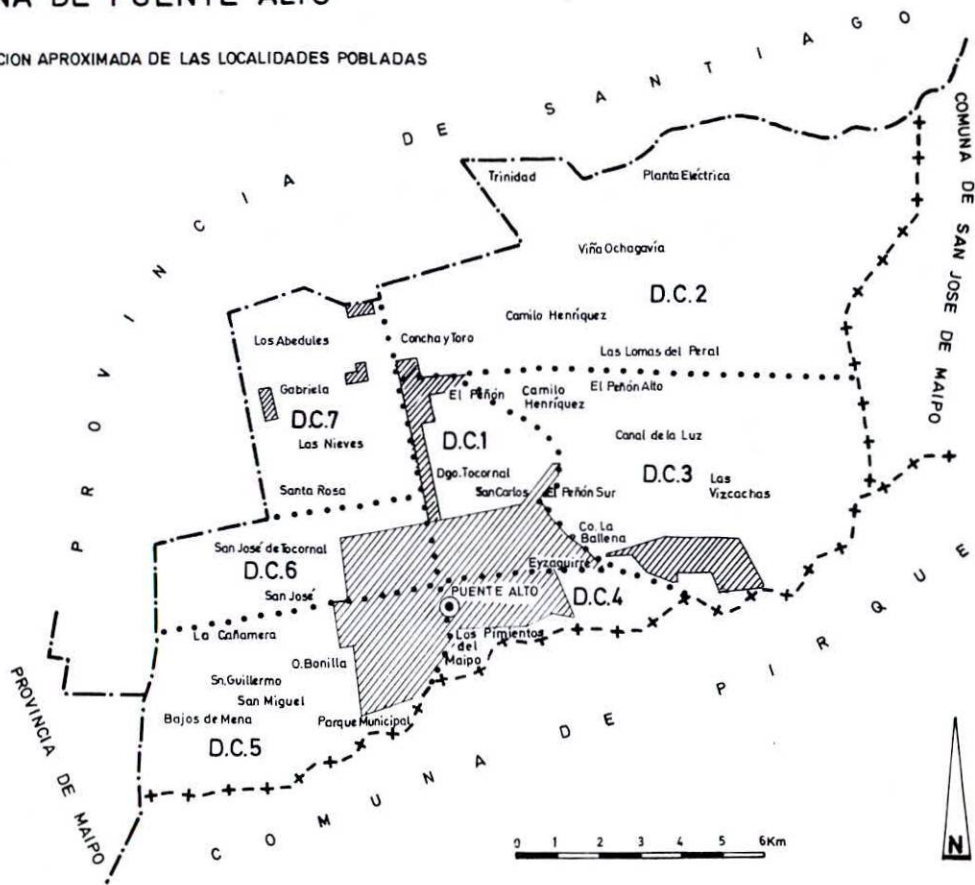 NA DE PUENTE ALTO
CION APROXIMADA DE LAS LOCALIDADES POBLADAS
PROVINCIA DE SANTIAGO
COMUNA DE SAN JOSE DE MAIPO
Trinidad
Planta Eléctrica
Viña Ochagavía
D.C.2
Camilo Henríquez
Los Abedules
Concha y Toro
Las Lomas del Peral
Gabriela
El Peñón
Camilo
Henríquez
El Peñón Alto
D.C.7
Las Nieves
D.C.1
Canal de la Luz
Dgo. Tocornal
D.C.3
Las
Vizcachas
Santa Rosa
San Carlos
El Peñón Sur
Co. La
Ballena
San José de Tocornal
D.C.6
Eyzaguirre
San José
PUENTE ALTO
D.C.4
La Cañamera
Los Pimientos
del
Maipo
O. Bonilla
Sn. Guillermo
San Miguel
Bajos de Mena
Parque Municipal
D.C.5
PROVINCIA DE MAIPO
COMUNA DE PIRQUE
0 1 2 3 4 5 6Km
N